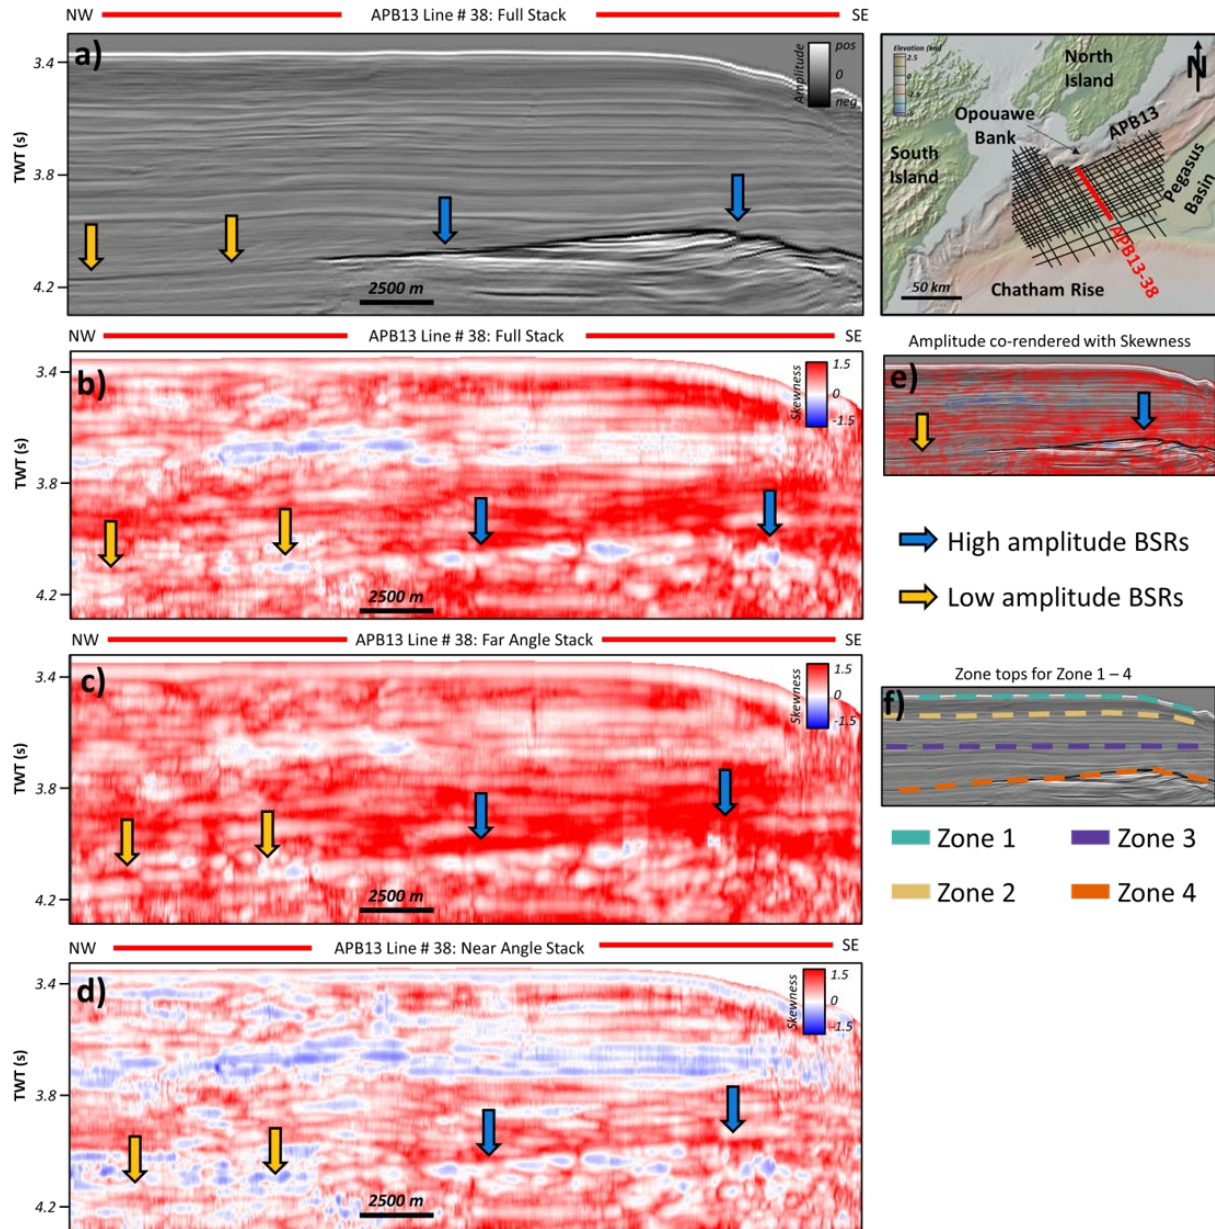 NW APB13 Line # 38: Full Stack SE
a)
pos
0
neg
Amplitude
3.4
3.8
4.2
TWT (s)
2500 m
Elevation (km)
2.5
0
North
Island
N
Opouawe
Bank
APB13
South
Island
Pegasus
Basin
APB13-38
50 km
Chatham Rise
NW APB13 Line # 38: Full Stack SE
b)
1.5
0
-1.5
Skewness
3.4
3.8
4.2
TWT (s)
2500 m
Amplitude co-rendered with Skewness
e)
High amplitude BSRs
Low amplitude BSRs
NW APB13 Line # 38: Far Angle Stack SE
c)
1.5
0
-1.5
Skewness
3.4
3.8
4.2
TWT (s)
2500 m
Zone tops for Zone 1 – 4
f)
Zone 1 Zone 3
Zone 2 Zone 4
NW APB13 Line # 38: Near Angle Stack SE
d)
1.5
0
-1.5
Skewness
3.4
3.8
4.2
TWT (s)
2500 m